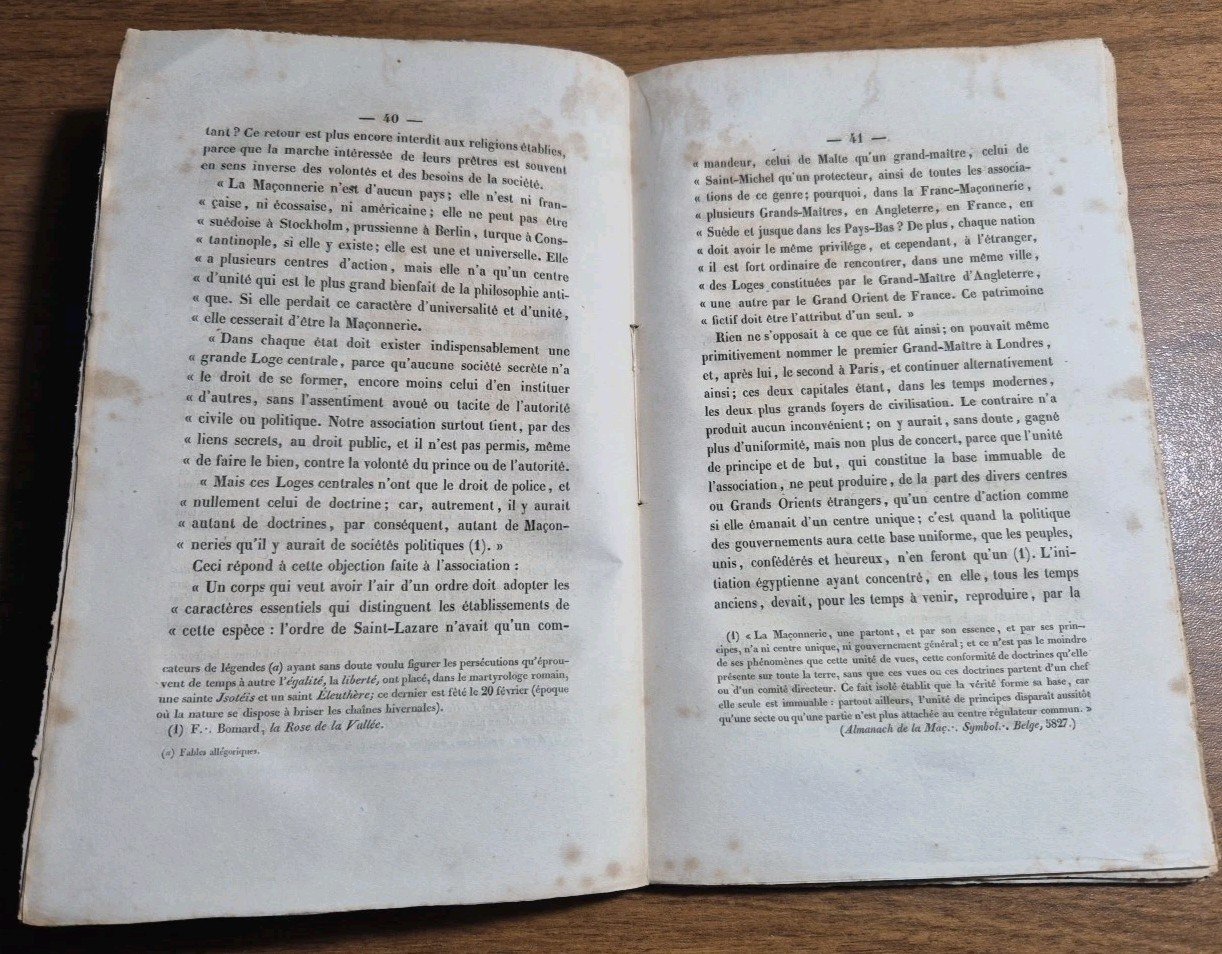 — 40 —
tant ? Ce retour est plus encore interdit aux religions établies,
parce que la marche intéressée de leurs prêtres est souvent
en sens inverse des volontés et des besoins de la société.
« La Maçonnerie n'est d'aucun pays ; elle n'est ni fran-
« çaise, ni écossaise, ni américaine ; elle ne peut pas être
« suédoise à Stockholm, prussienne à Berlin, turque à Cons-
« tantinople, si elle y existe ; elle est une et universelle. Elle
« a plusieurs centres d'action, mais elle n'a qu'un centre
« d'unité qui est le plus grand bienfait de la philosophie anti-
« que. Si elle perdait ce caractère d'universalité et d'unité,
« elle cesserait d'être la Maçonnerie.
« Dans chaque état doit exister indispensablement une
« grande Loge centrale, parce qu'aucune société secrète n'a
« le droit de se former, encore moins celui d'en instituer
« d'autres, sans l'assentiment avoué ou tacite de l'autorité
« civile ou politique. Notre association surtout tient, par des
« liens secrets, au droit public, et il n'est pas permis, même
« de faire le bien, contre la volonté du prince ou de l'autorité.
« Mais ces Loges centrales n'ont que le droit de police, et
« nullement celui de doctrine ; car, autrement, il y aurait
« autant de doctrines, par conséquent, autant de Maçon-
« neries qu'il y aurait de sociétés politiques (1). »
Ceci répond à cette objection faite à l'association :
« Un corps qui veut avoir l'air d'un ordre doit adopter les
« caractères essentiels qui distinguent les établissements de
« cette espèce : l'ordre de Saint-Lazare n'avait qu'un com-
cateurs de légendes (a) ayant sans doute voulu figurer les persécutions qu'éprou-
vent de temps à autre l'égalité, la liberté, ont placé, dans le martyrologe romain,
une sainte Jsotéis et un saint Eleuthère; ce dernier est fêté le 20 février (époque
où la nature se dispose à briser les chaînes hivernales).
(1) F∴ Bomard, la Rose de la Vallée.
(a) Fables allégoriques.
— 41 —
« mandeur, celui de Malte qu'un grand-maître, celui de
« Saint-Michel qu'un protecteur, ainsi de toutes les associa-
« tions de ce genre ; pourquoi, dans la Franc-Maçonnerie,
« plusieurs Grands-Maîtres, en Angleterre, en France, en
« Suède et jusque dans les Pays-Bas ? De plus, chaque nation
« doit avoir le même privilége, et cependant, à l'étranger,
« il est fort ordinaire de rencontrer, dans une même ville,
« des Loges constituées par le Grand-Maître d'Angleterre,
« une autre par le Grand Orient de France. Ce patrimoine
« fictif doit être l'attribut d'un seul. »
Rien ne s'opposait à ce que ce fût ainsi ; on pouvait même
primitivement nommer le premier Grand-Maître à Londres,
et, après lui, le second à Paris, et continuer alternativement
ainsi ; ces deux capitales étant, dans les temps modernes,
les deux plus grands foyers de civilisation. Le contraire n'a
produit aucun inconvénient ; on y aurait, sans doute, gagné
plus d'uniformité, mais non plus de concert, parce que l'unité
de principe et de but, qui constitue la base immuable de
l'association, ne peut produire, de la part des divers centres
ou Grands Orients étrangers, qu'un centre d'action comme
si elle émanait d'un centre unique ; c'est quand la politique
des gouvernements aura cette base uniforme, que les peuples,
unis, confédérés et heureux, n'en feront qu'un (1). L'ini-
tiation égyptienne ayant concentré, en elle, tous les temps
anciens, devait, pour les temps à venir, reproduire, par la
(1) « La Maçonnerie, une partont, et par son essence, et par ses prin-
cipes, n'a ni centre unique, ni gouvernement général ; et ce n'est pas le moindre
de ses phénomènes que cette unité de vues, cette conformité de doctrines qu'elle
présente sur toute la terre, sans que ces vues ou ces doctrines partent d'un chef
ou d'un comité directeur. Ce fait isolé établit que la vérité forme sa base, car
elle seule est immuable : partout ailleurs, l'unité de principes disparaît aussitôt
qu'une secte ou qu'une partie n'est plus attachée au centre régulateur commun. »
(Almanach de la Maç∴ Symbol∴ Belge, 5827.)